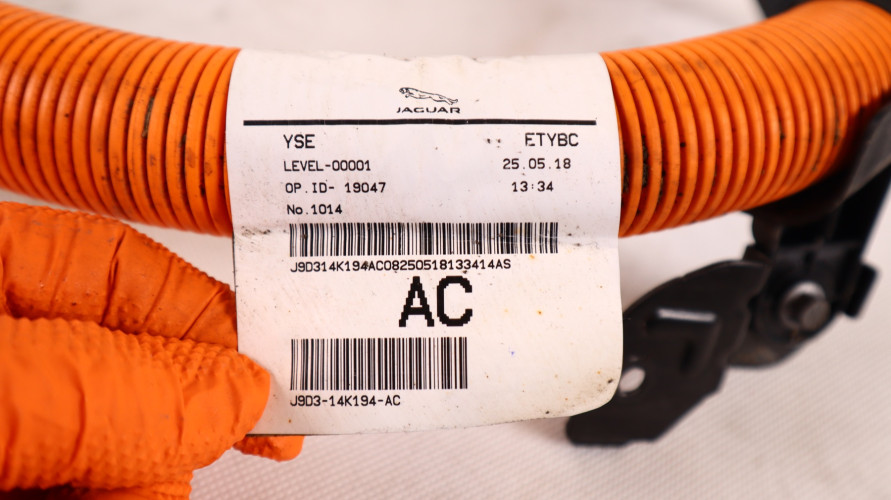 JAGUAR
YSE ETYBC
LEVEL-00001 25.05.18
OP.ID- 19047 13:34
No.1014
J9D314K194AC08250518133414AS
AC
J9D3-14K194-AC